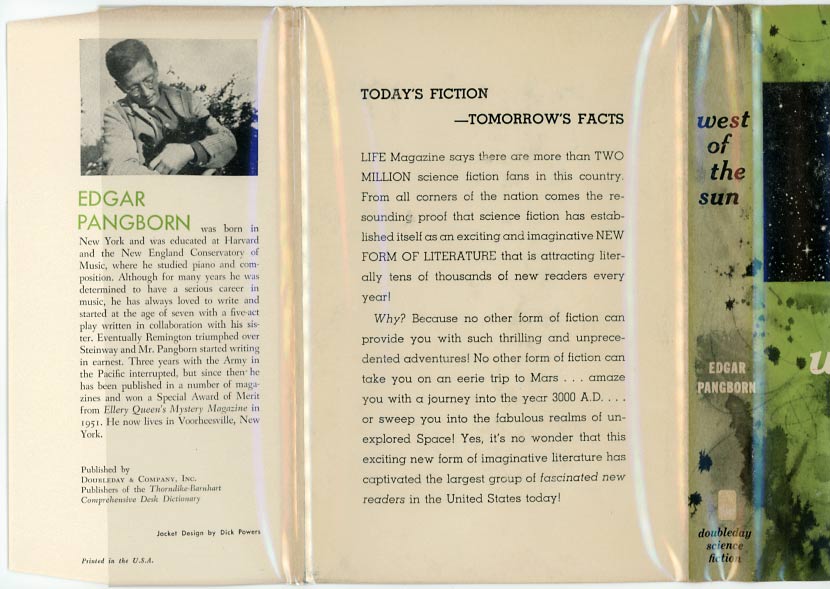 EDGAR
PANGBORN was born in
New York and was educated at Harvard
and the New England Conservatory of
Music, where he studied piano and com-
position. Although for many years he was
determined to have a serious career in
music, he has always loved to write and
started at the age of seven with a five-act
play written in collaboration with his sis-
ter. Eventually Remington triumphed over
Steinway and Mr. Pangborn started writing
in earnest. Three years with the Army in
the Pacific interrupted, but since then he
has been published in a number of maga-
zines and won a Special Award of Merit
from Ellery Queen's Mystery Magazine in
1951. He now lives in Voorheesville, New
York.
Published by
DOUBLEDAY & COMPANY, INC.
Publishers of the Thorndike-Barnhart
Comprehensive Desk Dictionary
Jacket Design by Dick Powers
Printed in the U.S.A.
TODAY'S FICTION
—TOMORROW'S FACTS
LIFE Magazine says there are more than TWO
MILLION science fiction fans in this country.
From all corners of the nation comes the re-
sounding proof that science fiction has estab-
lished itself as an exciting and imaginative NEW
FORM OF LITERATURE that is attracting liter-
ally tens of thousands of new readers every
year!
Why? Because no other form of fiction can
provide you with such thrilling and unprece-
dented adventures! No other form of fiction can
take you on an eerie trip to Mars . . . amaze
you with a journey into the year 3000 A.D. . . .
or sweep you into the fabulous realms of un-
explored Space! Yes, it's no wonder that this
exciting new form of imaginative literature has
captivated the largest group of fascinated new
readers in the United States today!
west
of
the
sun
EDGAR
PANGBORN
doubleday
science
fiction